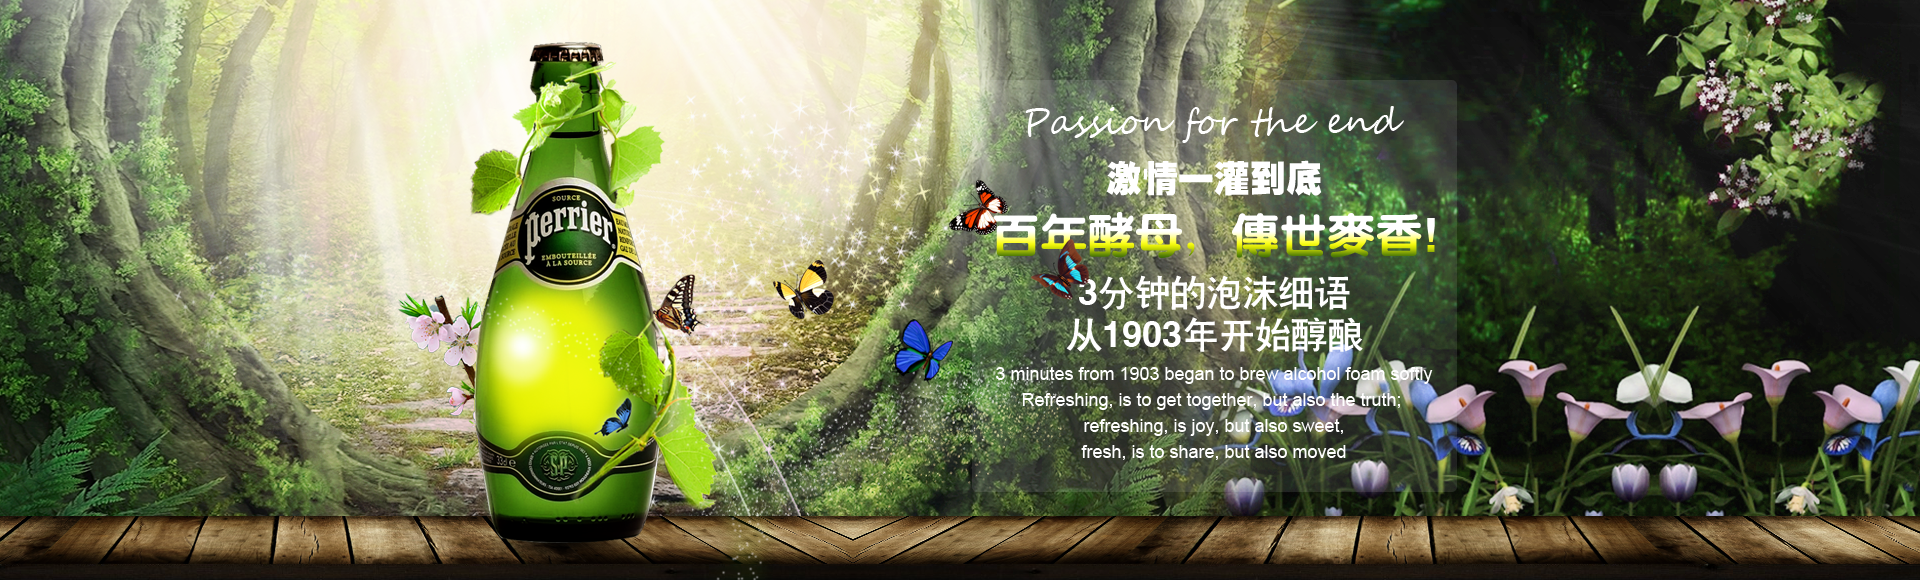 SOURCE
perrier
EMBOUTEILLÉE
À LA SOURCE
Passion for the end
激情一灌到底
百年酵母，傳世麥香!
3分钟的泡沫细语
从1903年开始醇酿
3 minutes from 1903 began to brew alcohol foam softly
Refreshing, is to get together, but also the truth;
refreshing, is joy, but also sweet,
fresh, is to share, but also moved